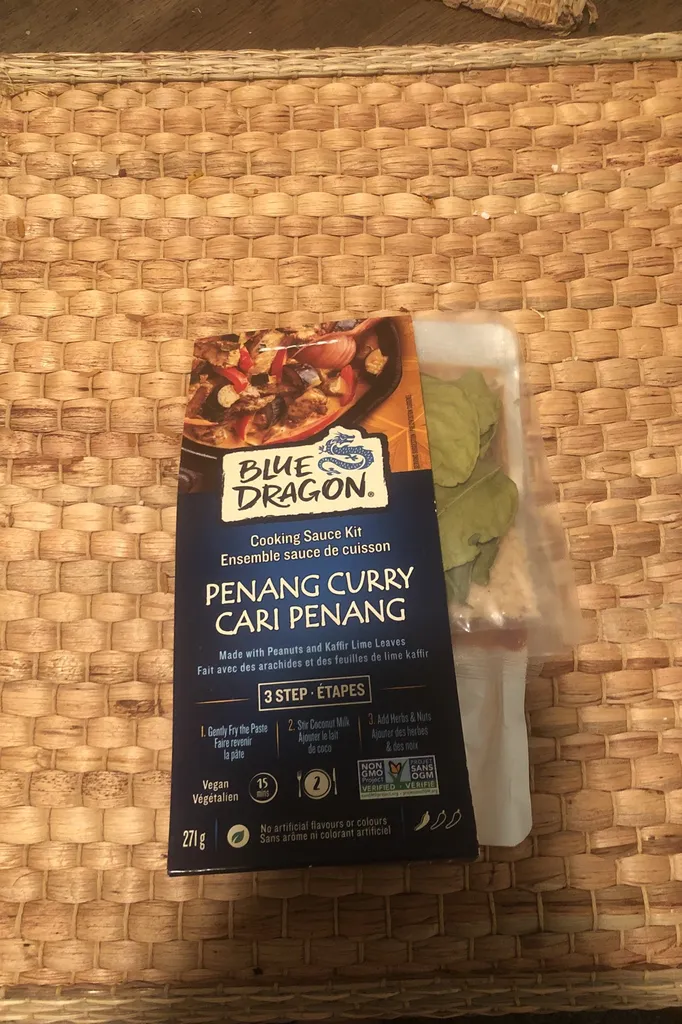 BLUE
DRAGON®
Cooking Sauce Kit
Ensemble sauce de cuisson
PENANG CURRY
CARI PENANG
Made with Peanuts and Kaffir Lime Leaves
Fait avec des arachides et des feuilles de lime kaffir
3 STEP · ÉTAPES
1. Gently Fry the Paste
Faire revenir
la pâte
2. Stir Coconut Milk
Ajouter le lait
de coco
3. Add Herbs & Nuts
Ajouter des herbes
& des noix
Vegan
Végétalien
15
MINS
2
NON
GMO
Project
VERIFIED
PROJET
SANS
OGM
VÉRIFIÉ
271 g
No artificial flavours or colours
Sans arôme ni colorant artificiel